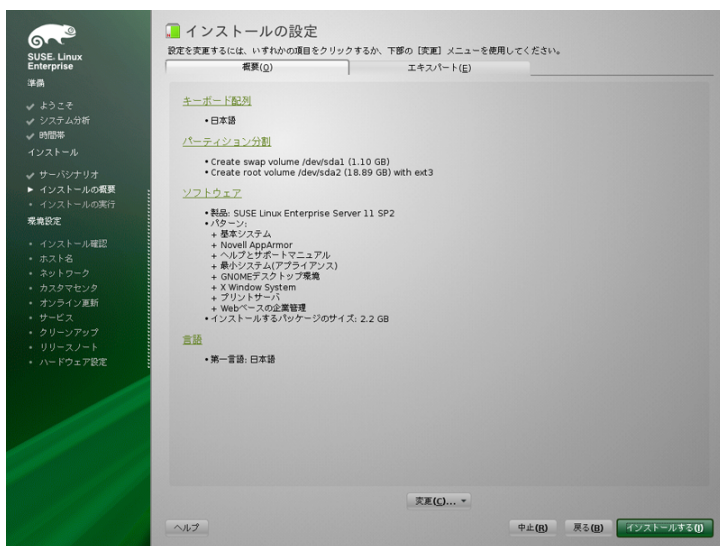 SUSE. Linux
Enterprise
準備
ようこそ
システム分析
時間帯
インストール
サーバシナリオ
インストールの概要
インストールの実行
環境設定
インストール確認
ホスト名
ネットワーク
カスタマセンタ
オンライン更新
サービス
クリーンアップ
リリースノート
ハードウェア設定
インストールの設定
設定を変更するには、いずれかの項目をクリックするか、下部の［変更］メニューを使用してください。
概要(O)
エキスパート(E)
キーボード配列
• 日本語
パーティション分割
• Create swap volume /dev/sda1 (1.10 GB)
• Create root volume /dev/sda2 (18.89 GB) with ext3
ソフトウェア
• 製品: SUSE Linux Enterprise Server 11 SP2
• パターン:
+ 基本システム
+ Novell AppArmor
+ ヘルプとサポートマニュアル
+ 最小システム(アプライアンス)
+ GNOMEデスクトップ環境
+ X Window System
+ プリントサーバ
+ Webベースの企業管理
• インストールするパッケージのサイズ: 2.2 GB
言語
• 第一言語: 日本語
変更(C)...
ヘルプ
中止(R)
戻る(B)
インストールする(I)